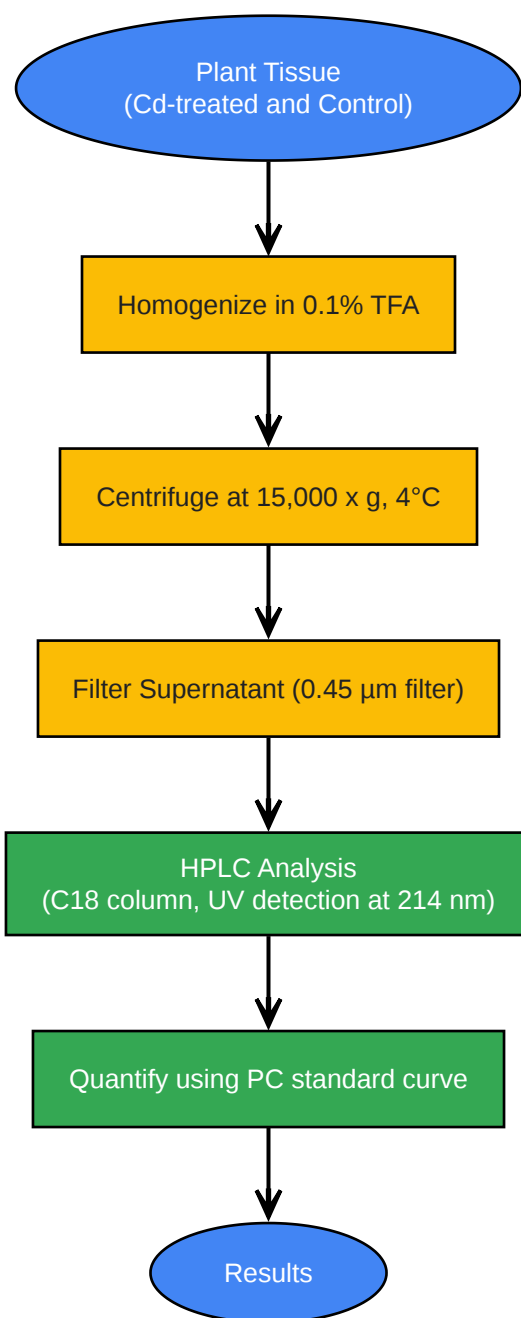 Plant Tissue
(Cd-treated and Control)
Homogenize in 0.1% TFA
Centrifuge at 15,000 x g, 4°C
Filter Supernatant (0.45 µm filter)
HPLC Analysis
(C18 column, UV detection at 214 nm)
Quantify using PC standard curve
Results